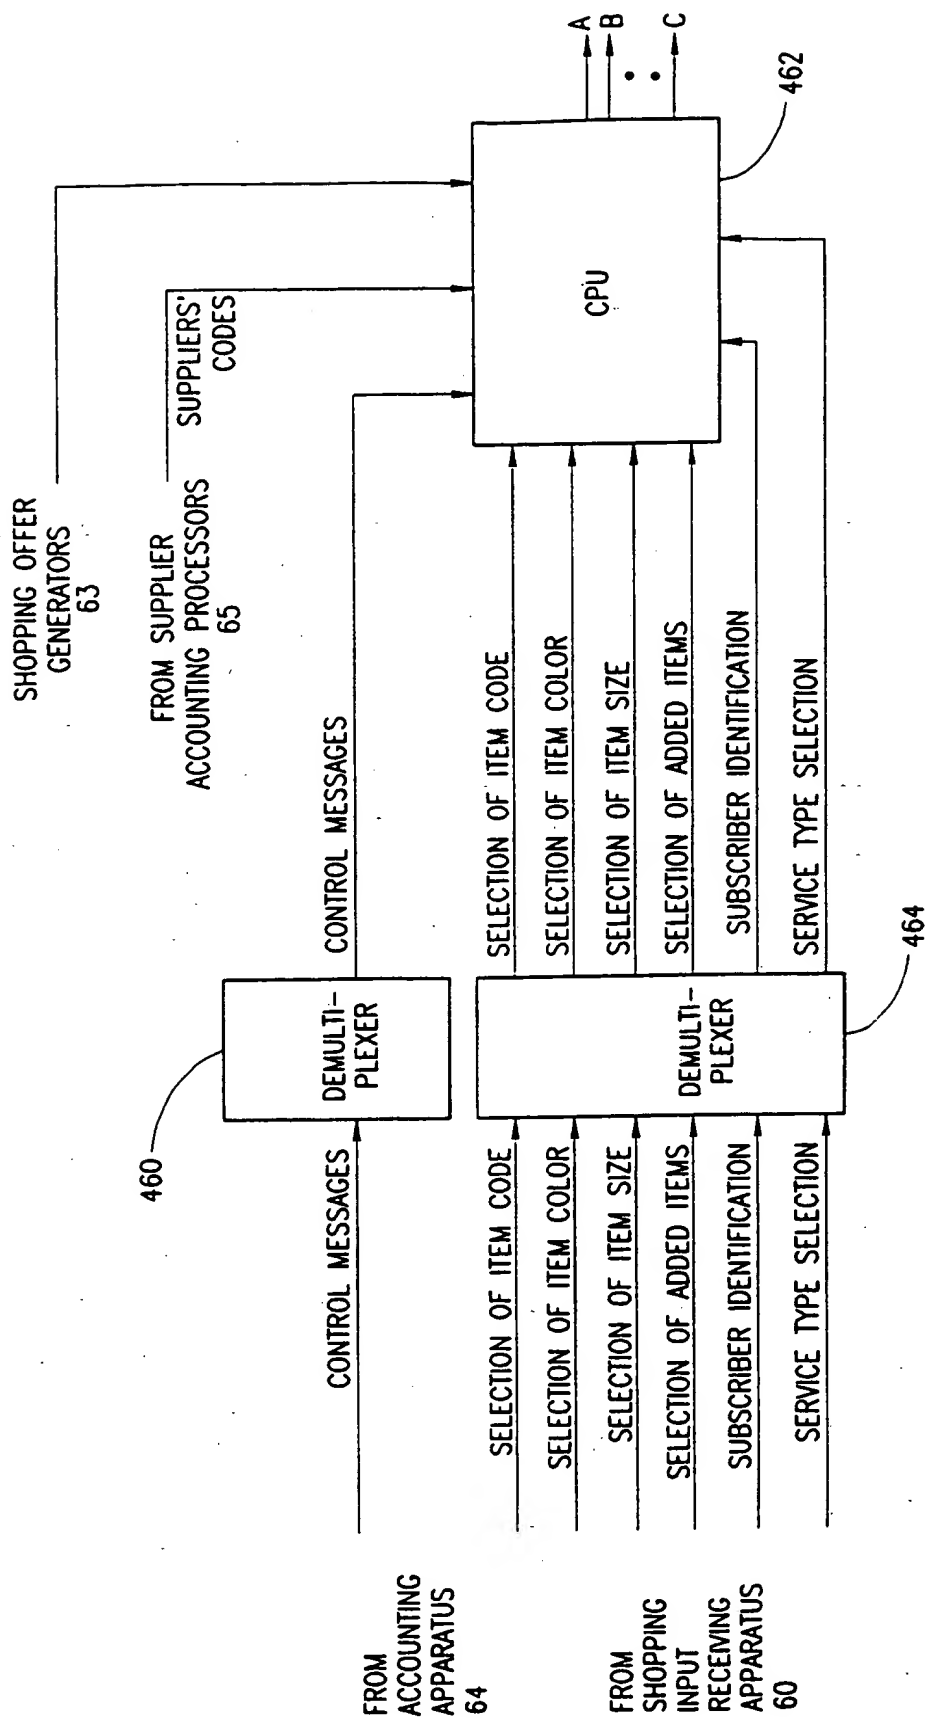 SHOPPING OFFER
GENERATORS
63
FROM SUPPLIER
ACCOUNTING PROCESSORS
65
SUPPLIERS'
CODES
FROM
ACCOUNTING
APPARATUS
64
CONTROL MESSAGES
460
DEMULTI-
PLEXER
CONTROL MESSAGES
FROM
SHOPPING
INPUT
RECEIVING
APPARATUS
60
SELECTION OF ITEM CODE
SELECTION OF ITEM COLOR
SELECTION OF ITEM SIZE
SELECTION OF ADDED ITEMS
SUBSCRIBER IDENTIFICATION
SERVICE TYPE SELECTION
DEMULTI-
PLEXER
464
SELECTION OF ITEM CODE
SELECTION OF ITEM COLOR
SELECTION OF ITEM SIZE
SELECTION OF ADDED ITEMS
SUBSCRIBER IDENTIFICATION
SERVICE TYPE SELECTION
CPU
462
A
B
C